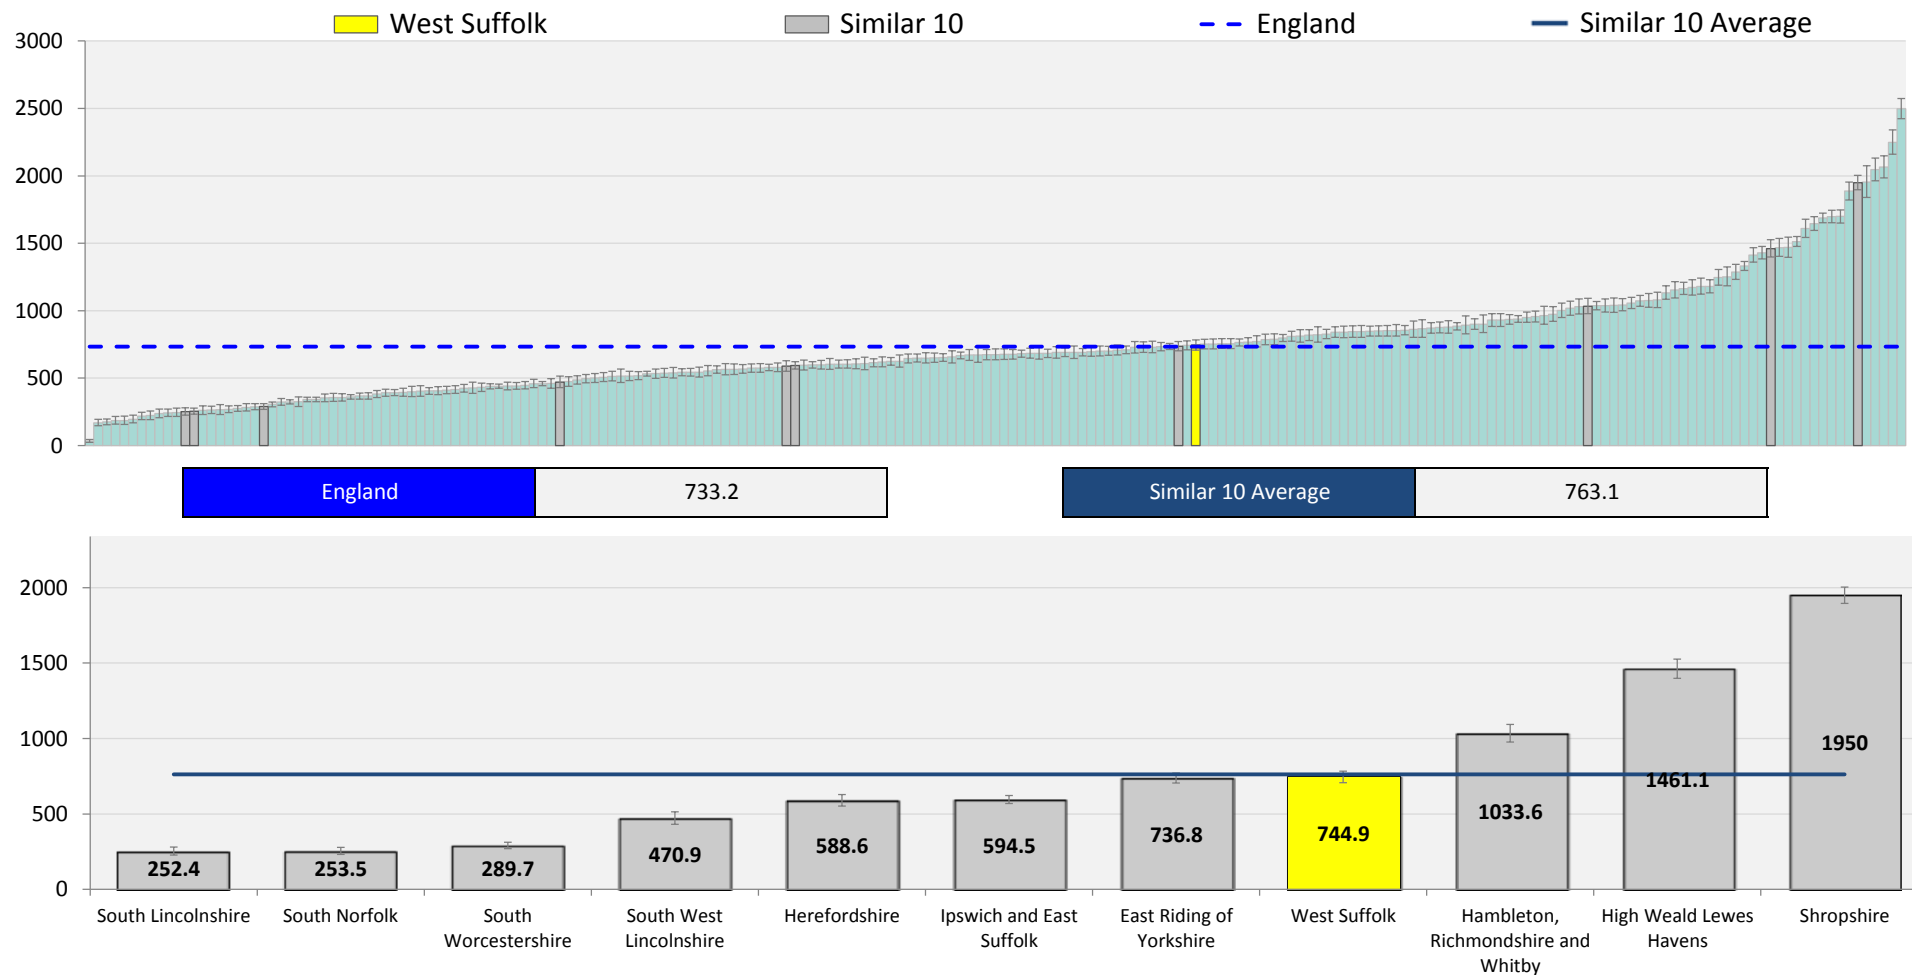 West Suffolk Similar 10 England Similar 10 Average
3000
2500
2000
1500
1000
500
0
England 733.2 Similar 10 Average 763.1
2000
1500
1000
500
0
252.4 253.5 289.7 470.9 588.6 594.5 736.8 744.9 1033.6 1461.1 1950
South Lincolnshire
South Norfolk
South
Worcestershire
South West
Lincolnshire
Herefordshire
Ipswich and East
Suffolk
East Riding of
Yorkshire
West Suffolk
Hambleton,
Richmondshire and
Whitby
High Weald Lewes
Havens
Shropshire